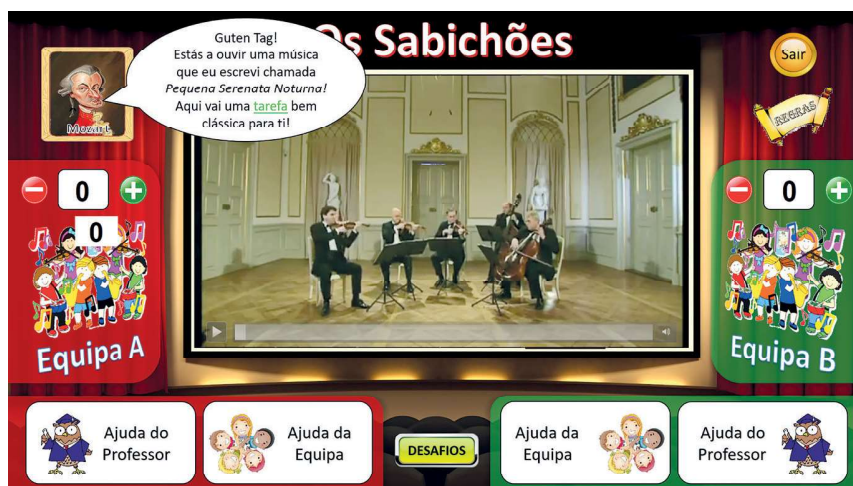 Os Sabichões
Guten Tag!
Estás a ouvir uma música
que eu escrevi chamada
Pequena Serenata Noturna!
Aqui vai uma tarefa bem
clássica para ti!
Mozart
Sair
REGRAS
0
0
Equipa A
0
Equipa B
Ajuda do
Professor
Ajuda da
Equipa
DESAFIOS
Ajuda da
Equipa
Ajuda do
Professor